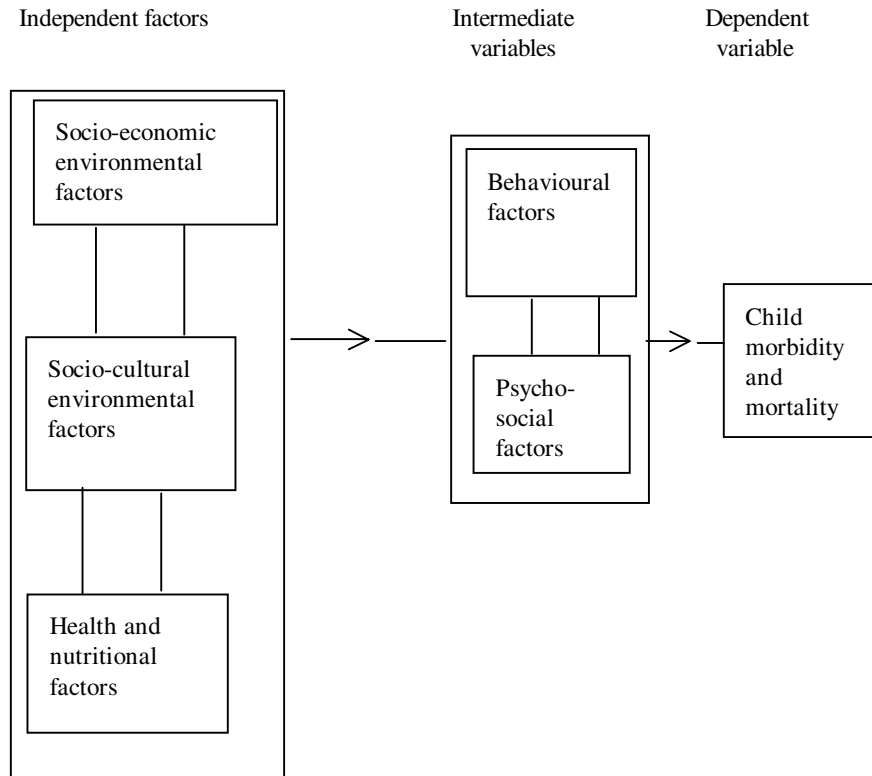 Independent factors
Intermediate
variables
Dependent
variable
Socio-economic
environmental
factors
Socio-cultural
environmental
factors
Health and
nutritional
factors
Behavioural
factors
Psycho-
social
factors
Child
morbidity
and
mortality